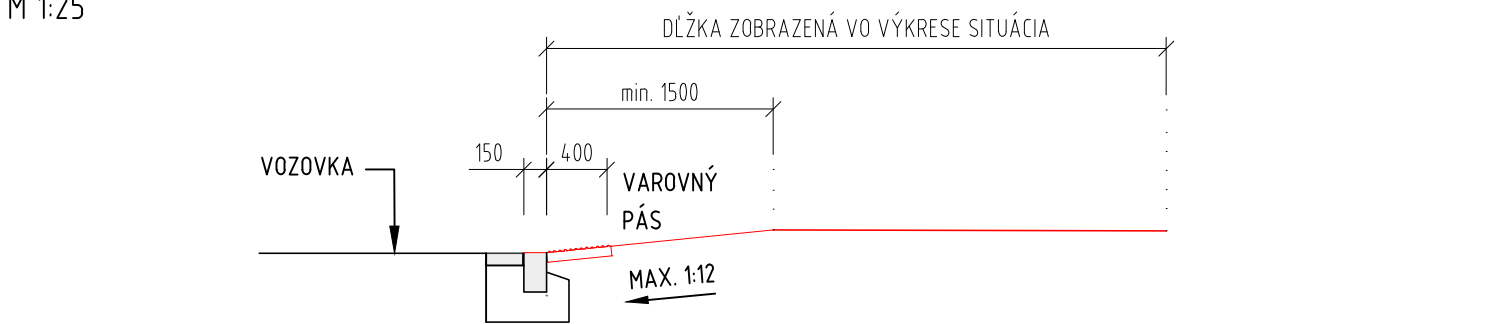 M 1:25
DĹŽKA ZOBRAZENÁ VO VÝKRESE SITUÁCIA
min. 1500
150
400
VOZOVKA
VAROVNÝ
PÁS
MAX. 1:12